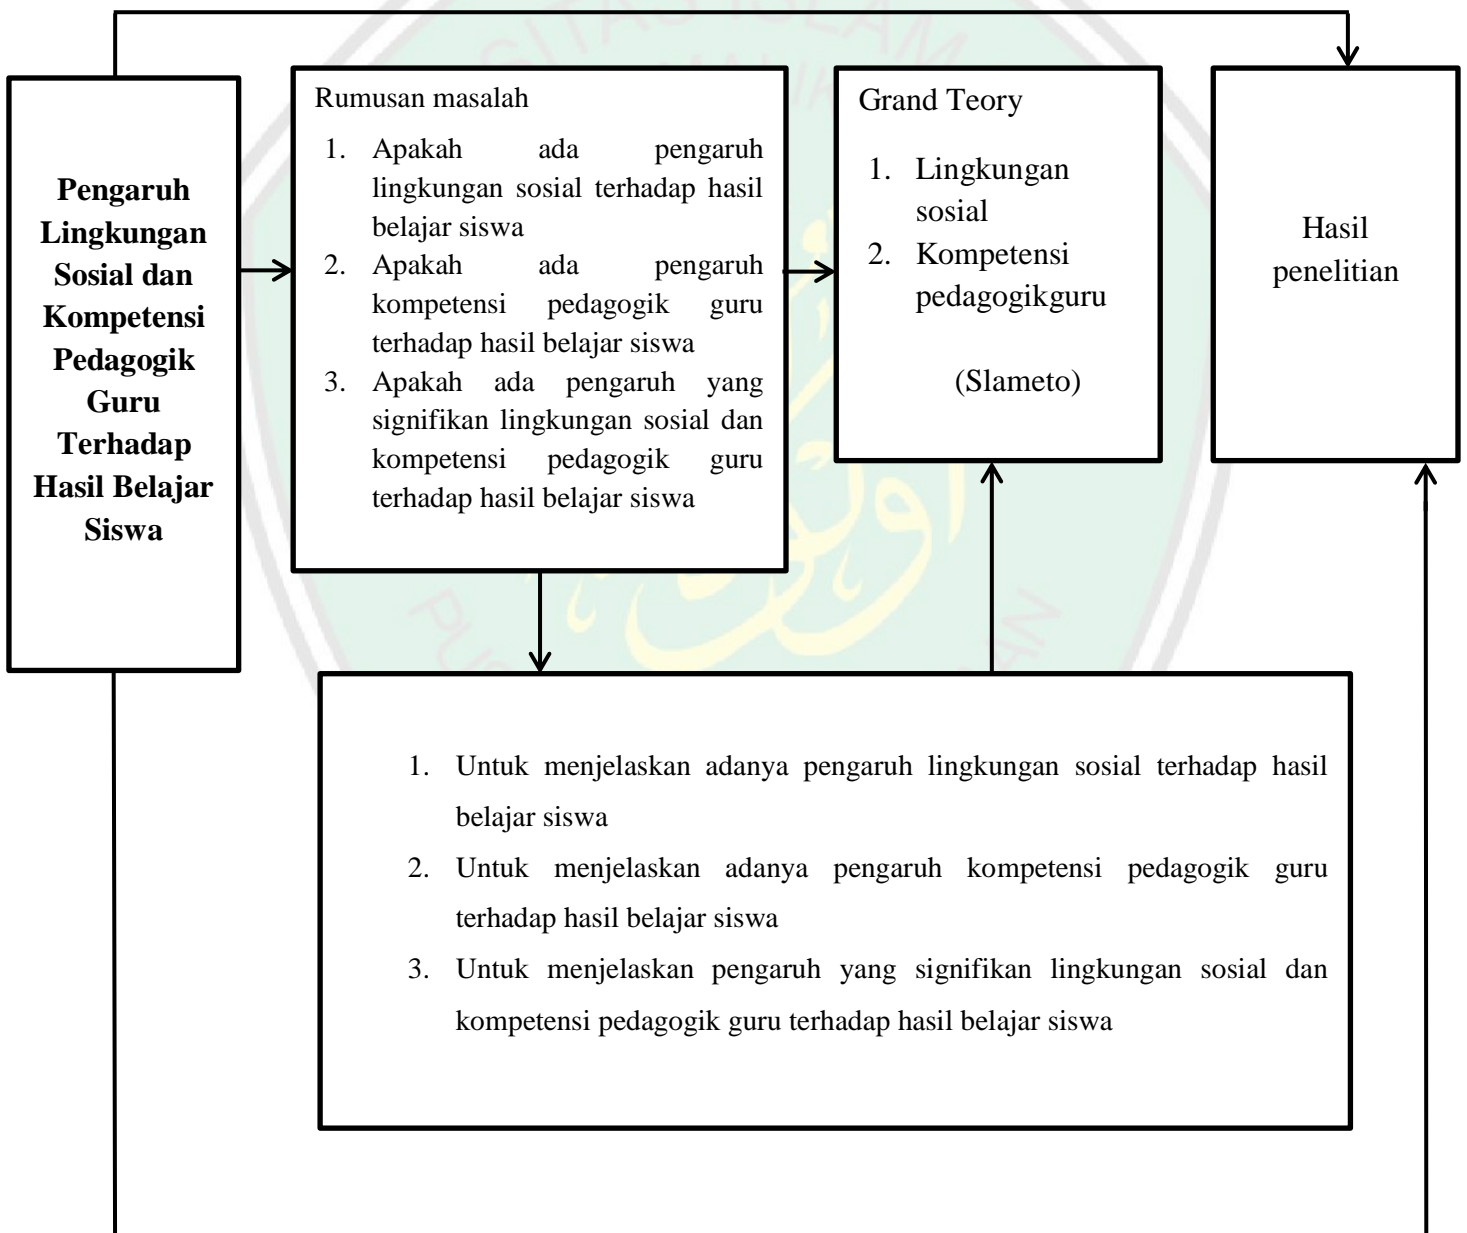 Pengaruh
Lingkungan
Sosial dan
Kompetensi
Pedagogik
Guru
Terhadap
Hasil Belajar
Siswa
Rumusan masalah
1. Apakah ada pengaruh
lingkungan sosial terhadap hasil
belajar siswa
2. Apakah ada pengaruh
kompetensi pedagogik guru
terhadap hasil belajar siswa
3. Apakah ada pengaruh yang
signifikan lingkungan sosial dan
kompetensi pedagogik guru
terhadap hasil belajar siswa
Grand Teory
1. Lingkungan
sosial
2. Kompetensi
pedagogikguru
(Slameto)
Hasil
penelitian
1. Untuk menjelaskan adanya pengaruh lingkungan sosial terhadap hasil
belajar siswa
2. Untuk menjelaskan adanya pengaruh kompetensi pedagogik guru
terhadap hasil belajar siswa
3. Untuk menjelaskan pengaruh yang signifikan lingkungan sosial dan
kompetensi pedagogik guru terhadap hasil belajar siswa